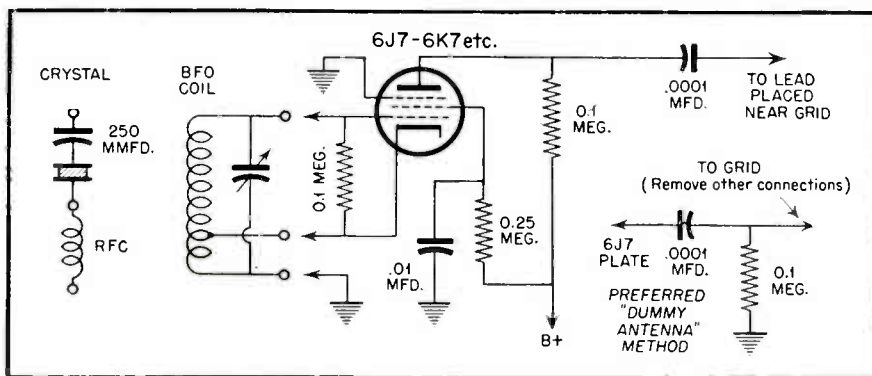 6J7-6K7etc.
CRYSTAL
250
MMFD.
RFC
BFO
COIL
0.1 MEG.
.01
MFD.
0.25
MEG.
0.1
MEG.
B+
.0001
MFD.
TO LEAD
PLACED
NEAR GRID
TO GRID
(Remove other connections)
6J7
PLATE
.0001
MFD.
0.1
MEG.
PREFERRED
"DUMMY
ANTENNA"
METHOD